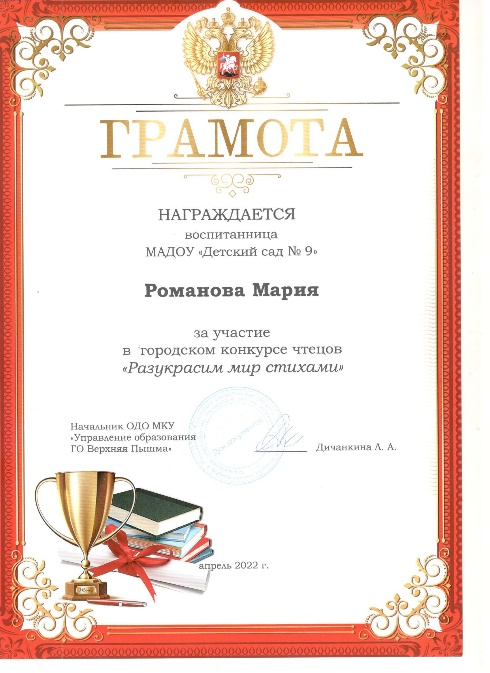 ГРАМОТА
НАГРАЖДАЕТСЯ
воспитанница
МАДОУ «Детский сад № 9»
Романова Мария
за участие
в городском конкурсе чтецов
«Разукрасим мир стихами»
Начальник ОДО МКУ
«Управление образования
ГО Верхняя Пышма»
Дичанкина Л. А.
апрель 2022 г.